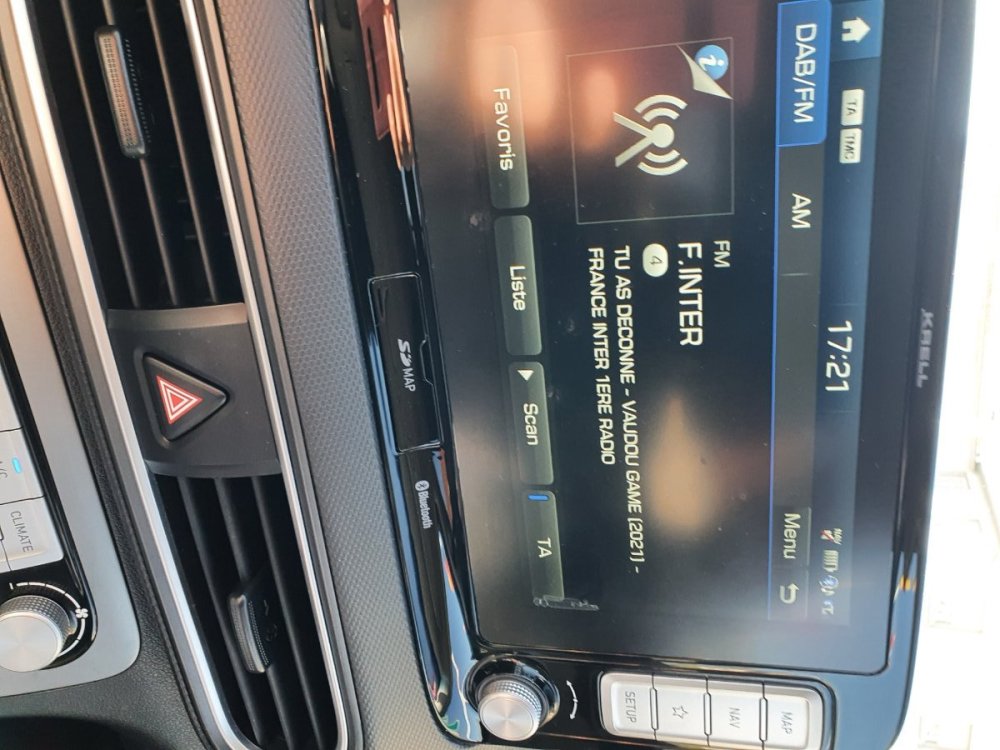 KRELL
TA TMC 17:21
DAB/FM AM Menu
i
FM
F.INTER
4
TU AS DECONNE - VAUDOU GAME (2021) -
FRANCE INTER 1ERE RADIO
Favoris Liste Scan TA
MAP
NAV
SETUP
SD MAP
Bluetooth
A/C
CLIMATE